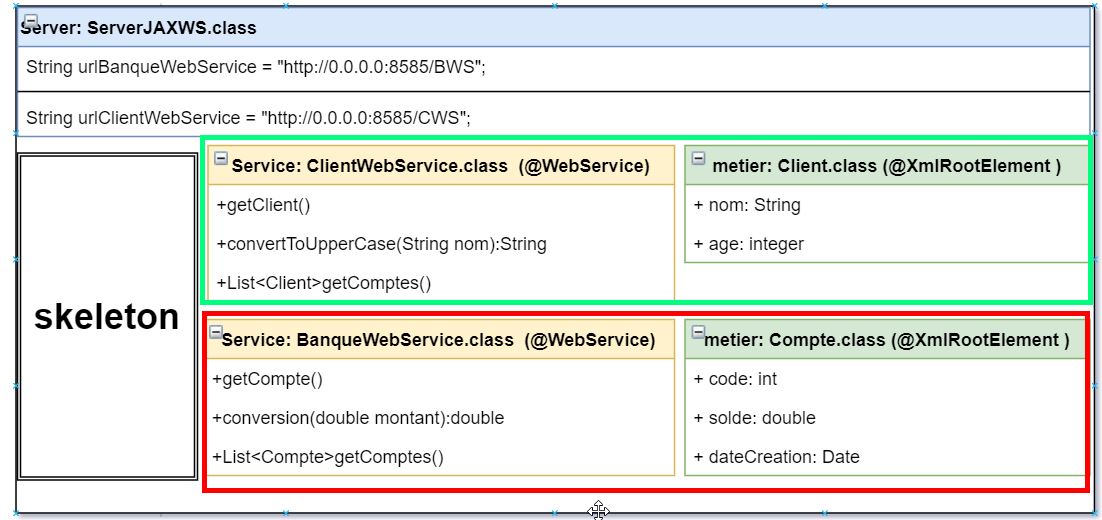 Server: ServerJAXWS.class
String urlBanqueWebService = "http://0.0.0.0:8585/BWS";
String urlClientWebService = "http://0.0.0.0:8585/CWS";
skeleton
Service: ClientWebService.class (@WebService)
+getClient()
+convertToUpperCase(String nom):String
+List<Client>getComptes()
metier: Client.class (@XmlRootElement )
+ nom: String
+ age: integer
Service: BanqueWebService.class (@WebService)
+getCompte()
+conversion(double montant):double
+List<Compte>getComptes()
metier: Compte.class (@XmlRootElement )
+ code: int
+ solde: double
+ dateCreation: Date